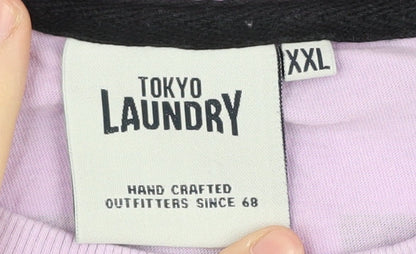 TOKYO
LAUNDRY
HAND CRAFTED
OUTFITTERS SINCE 68
XXL